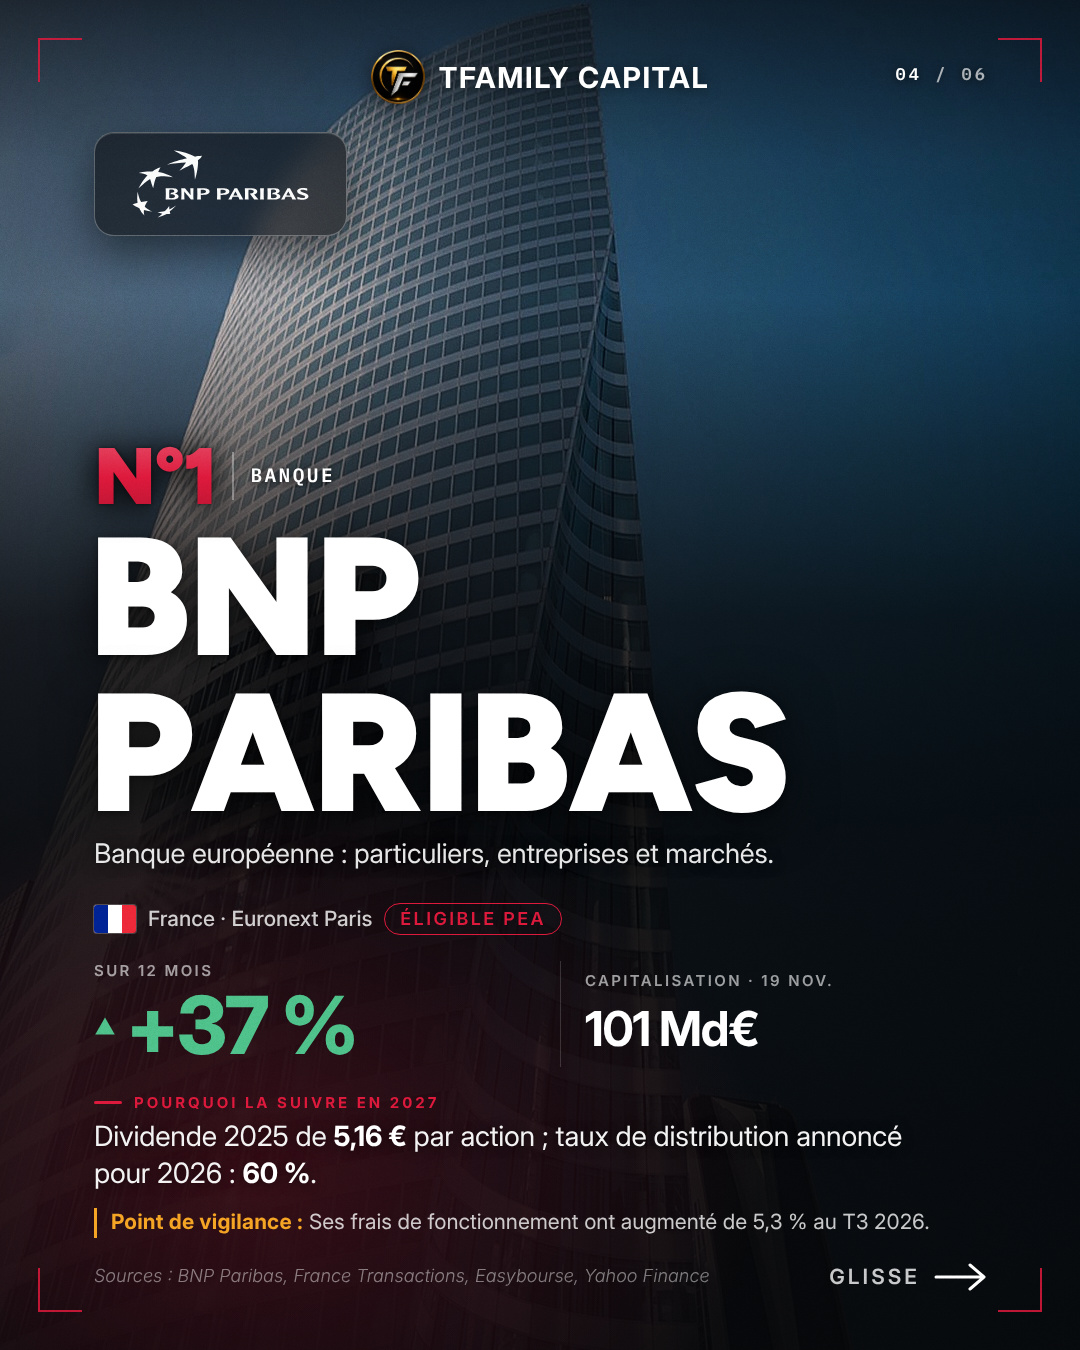 TFAMILY CAPITAL
04 / 06
BNP PARIBAS
N°1
BANQUE
BNP
PARIBAS
Banque européenne : particuliers, entreprises et marchés.
France · Euronext Paris
ÉLIGIBLE PEA
SUR 12 MOIS
▲ +37 %
CAPITALISATION · 19 NOV.
101 Md€
POURQUOI LA SUIVRE EN 2027
Dividende 2025 de 5,16 € par action ; taux de distribution annoncé
pour 2026 : 60 %.
Point de vigilance : Ses frais de fonctionnement ont augmenté de 5,3 % au T3 2026.
Sources : BNP Paribas, France Transactions, Easybourse, Yahoo Finance
GLISSE